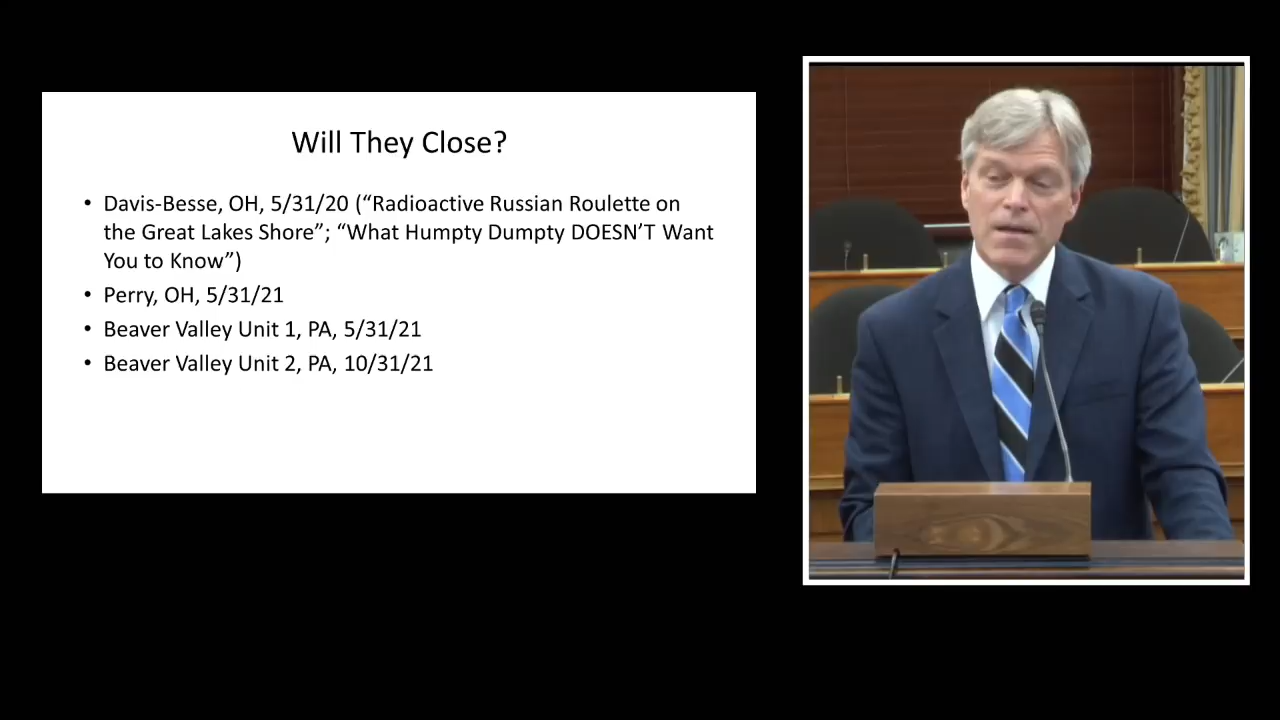 Will They Close?
• Davis-Besse, OH, 5/31/20 (“Radioactive Russian Roulette on
the Great Lakes Shore”; “What Humpty Dumpty DOESN’T Want
You to Know”)
• Perry, OH, 5/31/21
• Beaver Valley Unit 1, PA, 5/31/21
• Beaver Valley Unit 2, PA, 10/31/21